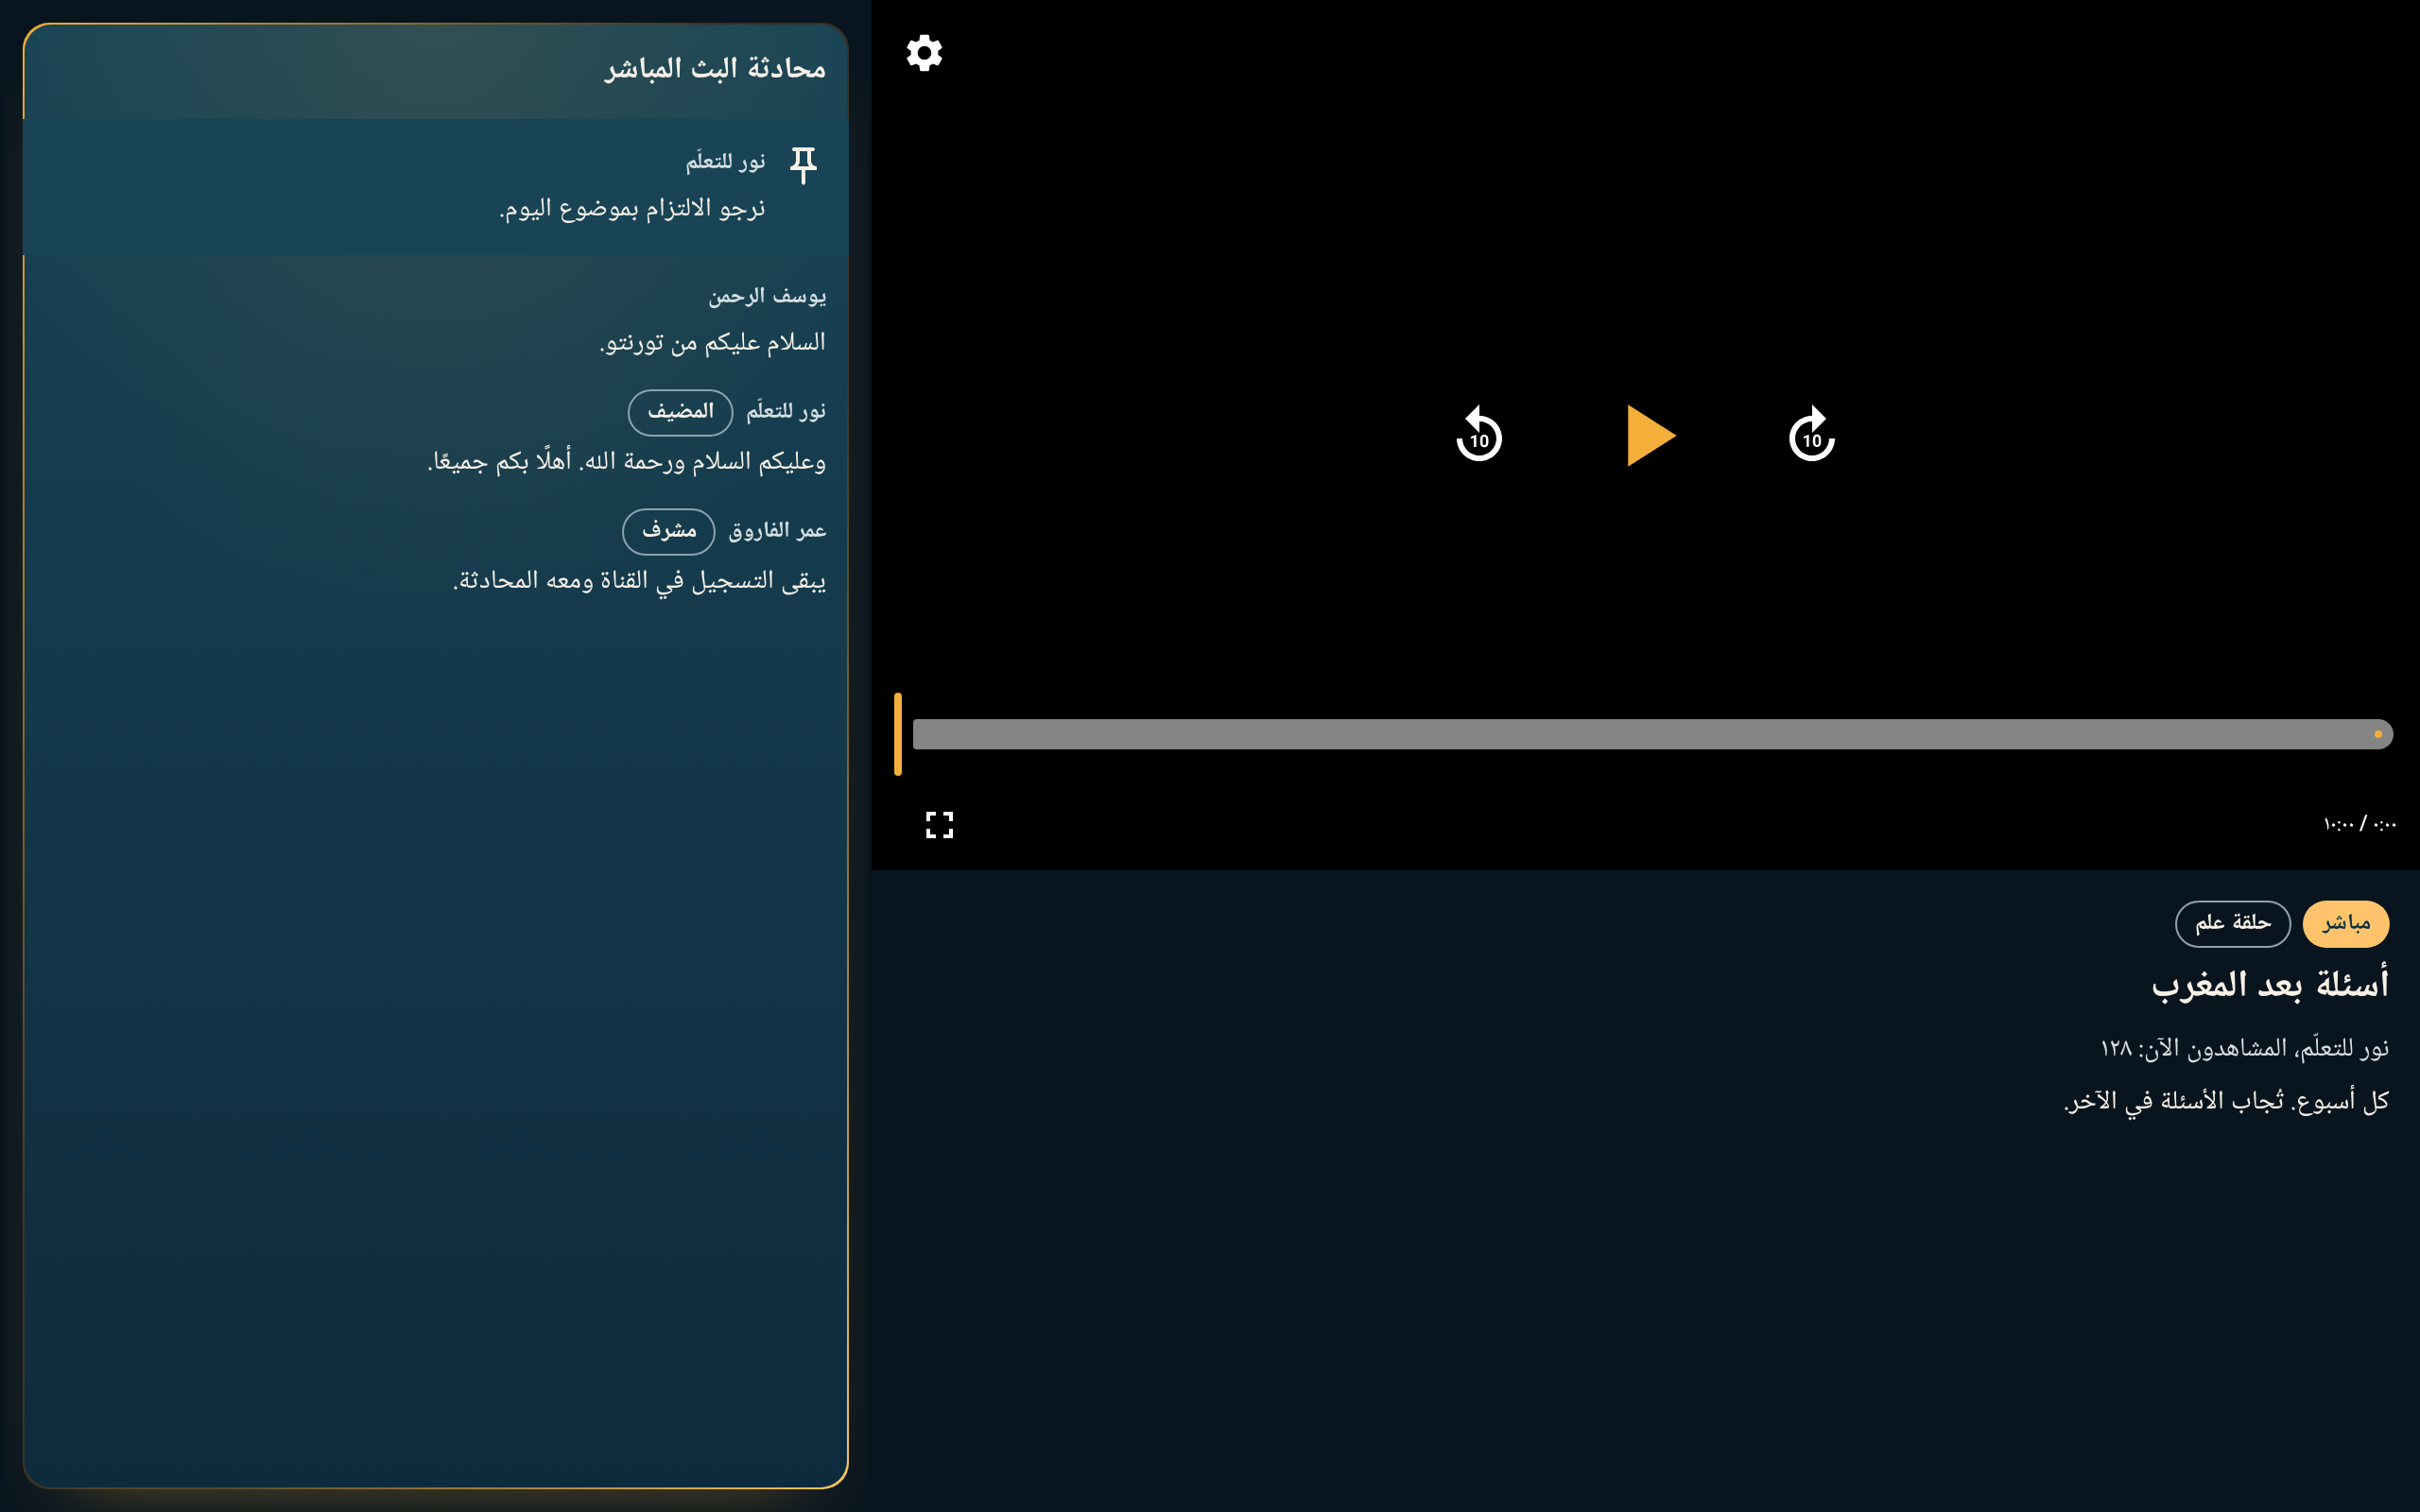 محادثة البث المباشر
نور للتعلّم
نرجو الالتزام بموضوع اليوم.
يوسف الرحمن
السلام عليكم من تورنتو.
نور للتعلّم المضيف
وعليكم السلام ورحمة الله. أهلًا بكم جميعًا.
عمر الفاروق مشرف
يبقى التسجيل في القناة ومعه المحادثة.
10
10
٠:٠٠ / ١٠:٠٠
مباشر حلقة علم
أسئلة بعد المغرب
نور للتعلّم، المشاهدون الآن: ١٢٨
كل أسبوع. تُجاب الأسئلة في الآخر.